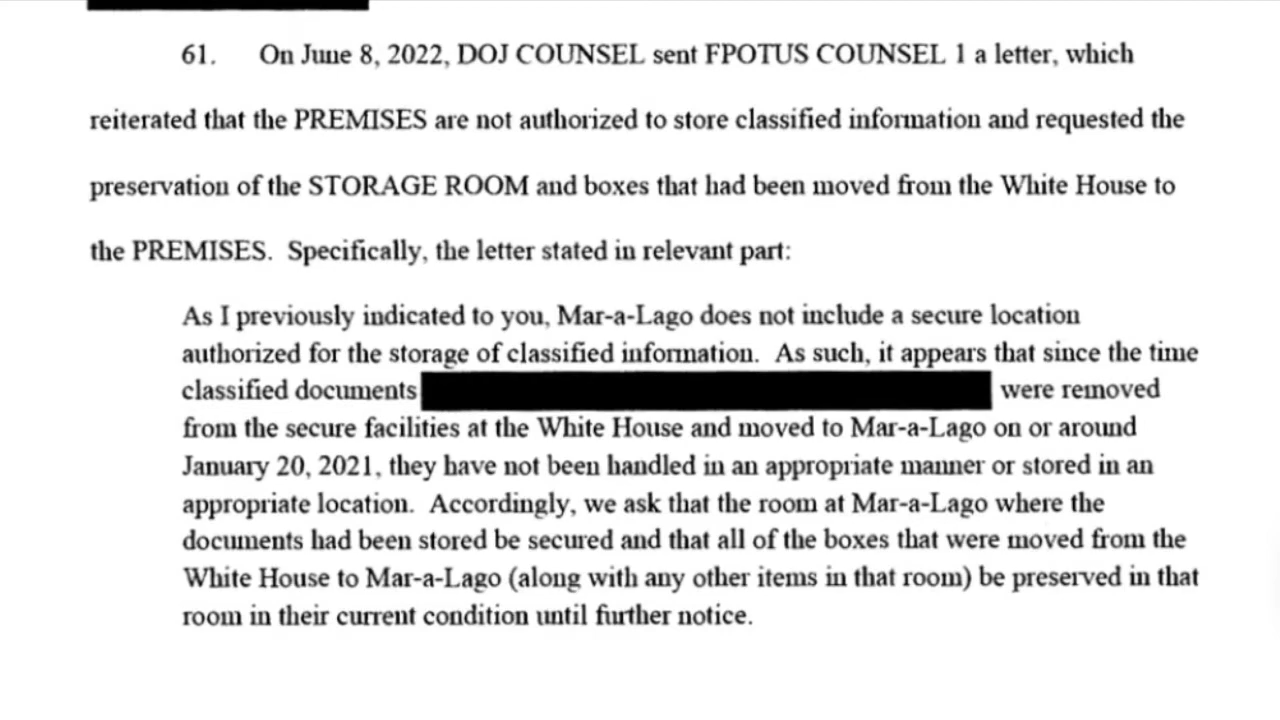 61. On June 8, 2022, DOJ COUNSEL sent FPOTUS COUNSEL 1 a letter, which
reiterated that the PREMISES are not authorized to store classified information and requested the
preservation of the STORAGE ROOM and boxes that had been moved from the White House to
the PREMISES. Specifically, the letter stated in relevant part:
As I previously indicated to you, Mar-a-Lago does not include a secure location
authorized for the storage of classified information. As such, it appears that since the time
classified documents were removed
from the secure facilities at the White House and moved to Mar-a-Lago on or around
January 20, 2021, they have not been handled in an appropriate manner or stored in an
appropriate location. Accordingly, we ask that the room at Mar-a-Lago where the
documents had been stored be secured and that all of the boxes that were moved from the
White House to Mar-a-Lago (along with any other items in that room) be preserved in that
room in their current condition until further notice.